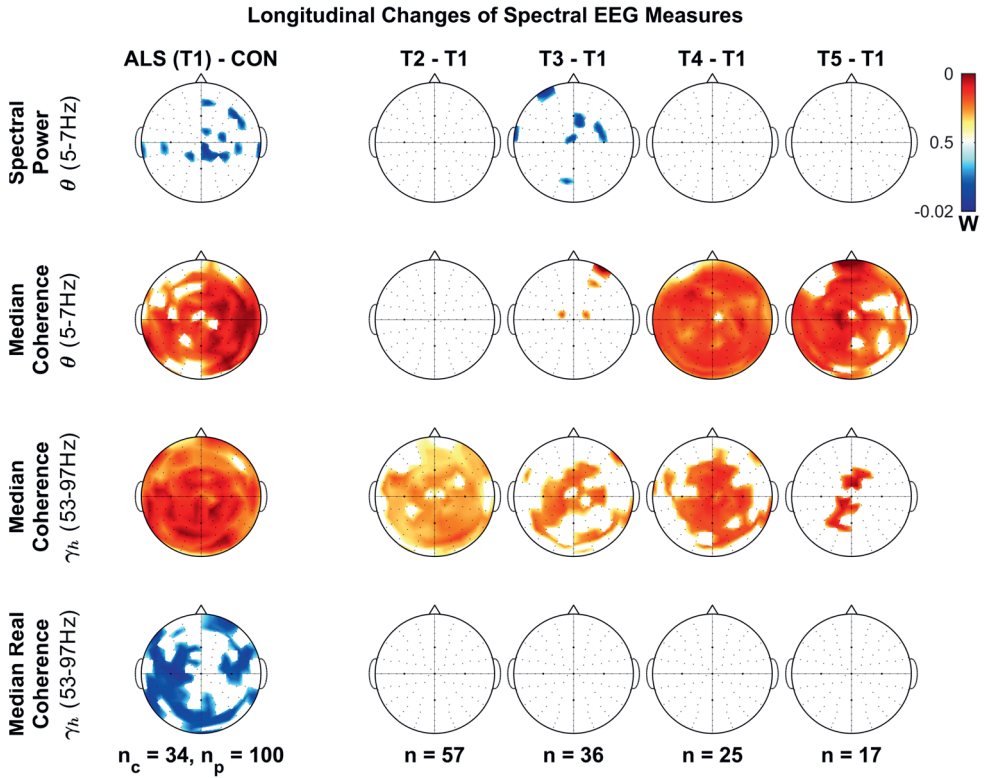 Longitudinal Changes of Spectral EEG Measures
ALS (T1) - CON
T2 - T1
T3 - T1
T4 - T1
T5 - T1
Spectral
Power
θ (5-7Hz)
0
0.5
-0.02
W
Median
Coherence
θ (5-7Hz)
Median
Coherence
γh (53-97Hz)
Median Real
Coherence
γh (53-97Hz)
nc = 34, np = 100
n = 57
n = 36
n = 25
n = 17